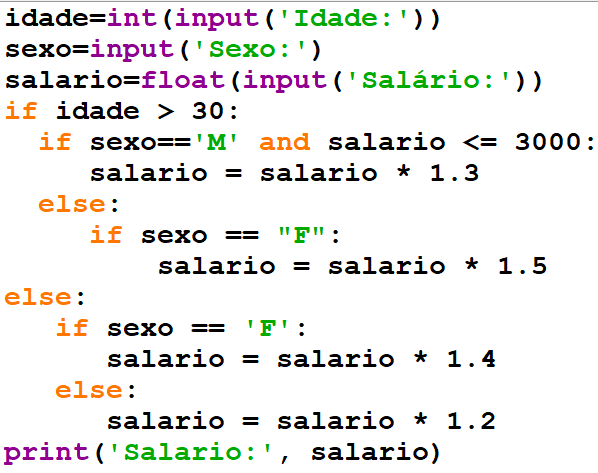 idade=int(input('Idade:'))
sexo=input('Sexo:')
salario=float(input('Salário:'))
if idade > 30:
  if sexo=='M' and salario <= 3000:
     salario = salario * 1.3
  else:
     if sexo == "F":
         salario = salario * 1.5
else:
   if sexo == 'F':
      salario = salario * 1.4
   else:
      salario = salario * 1.2
print('Salario:', salario)